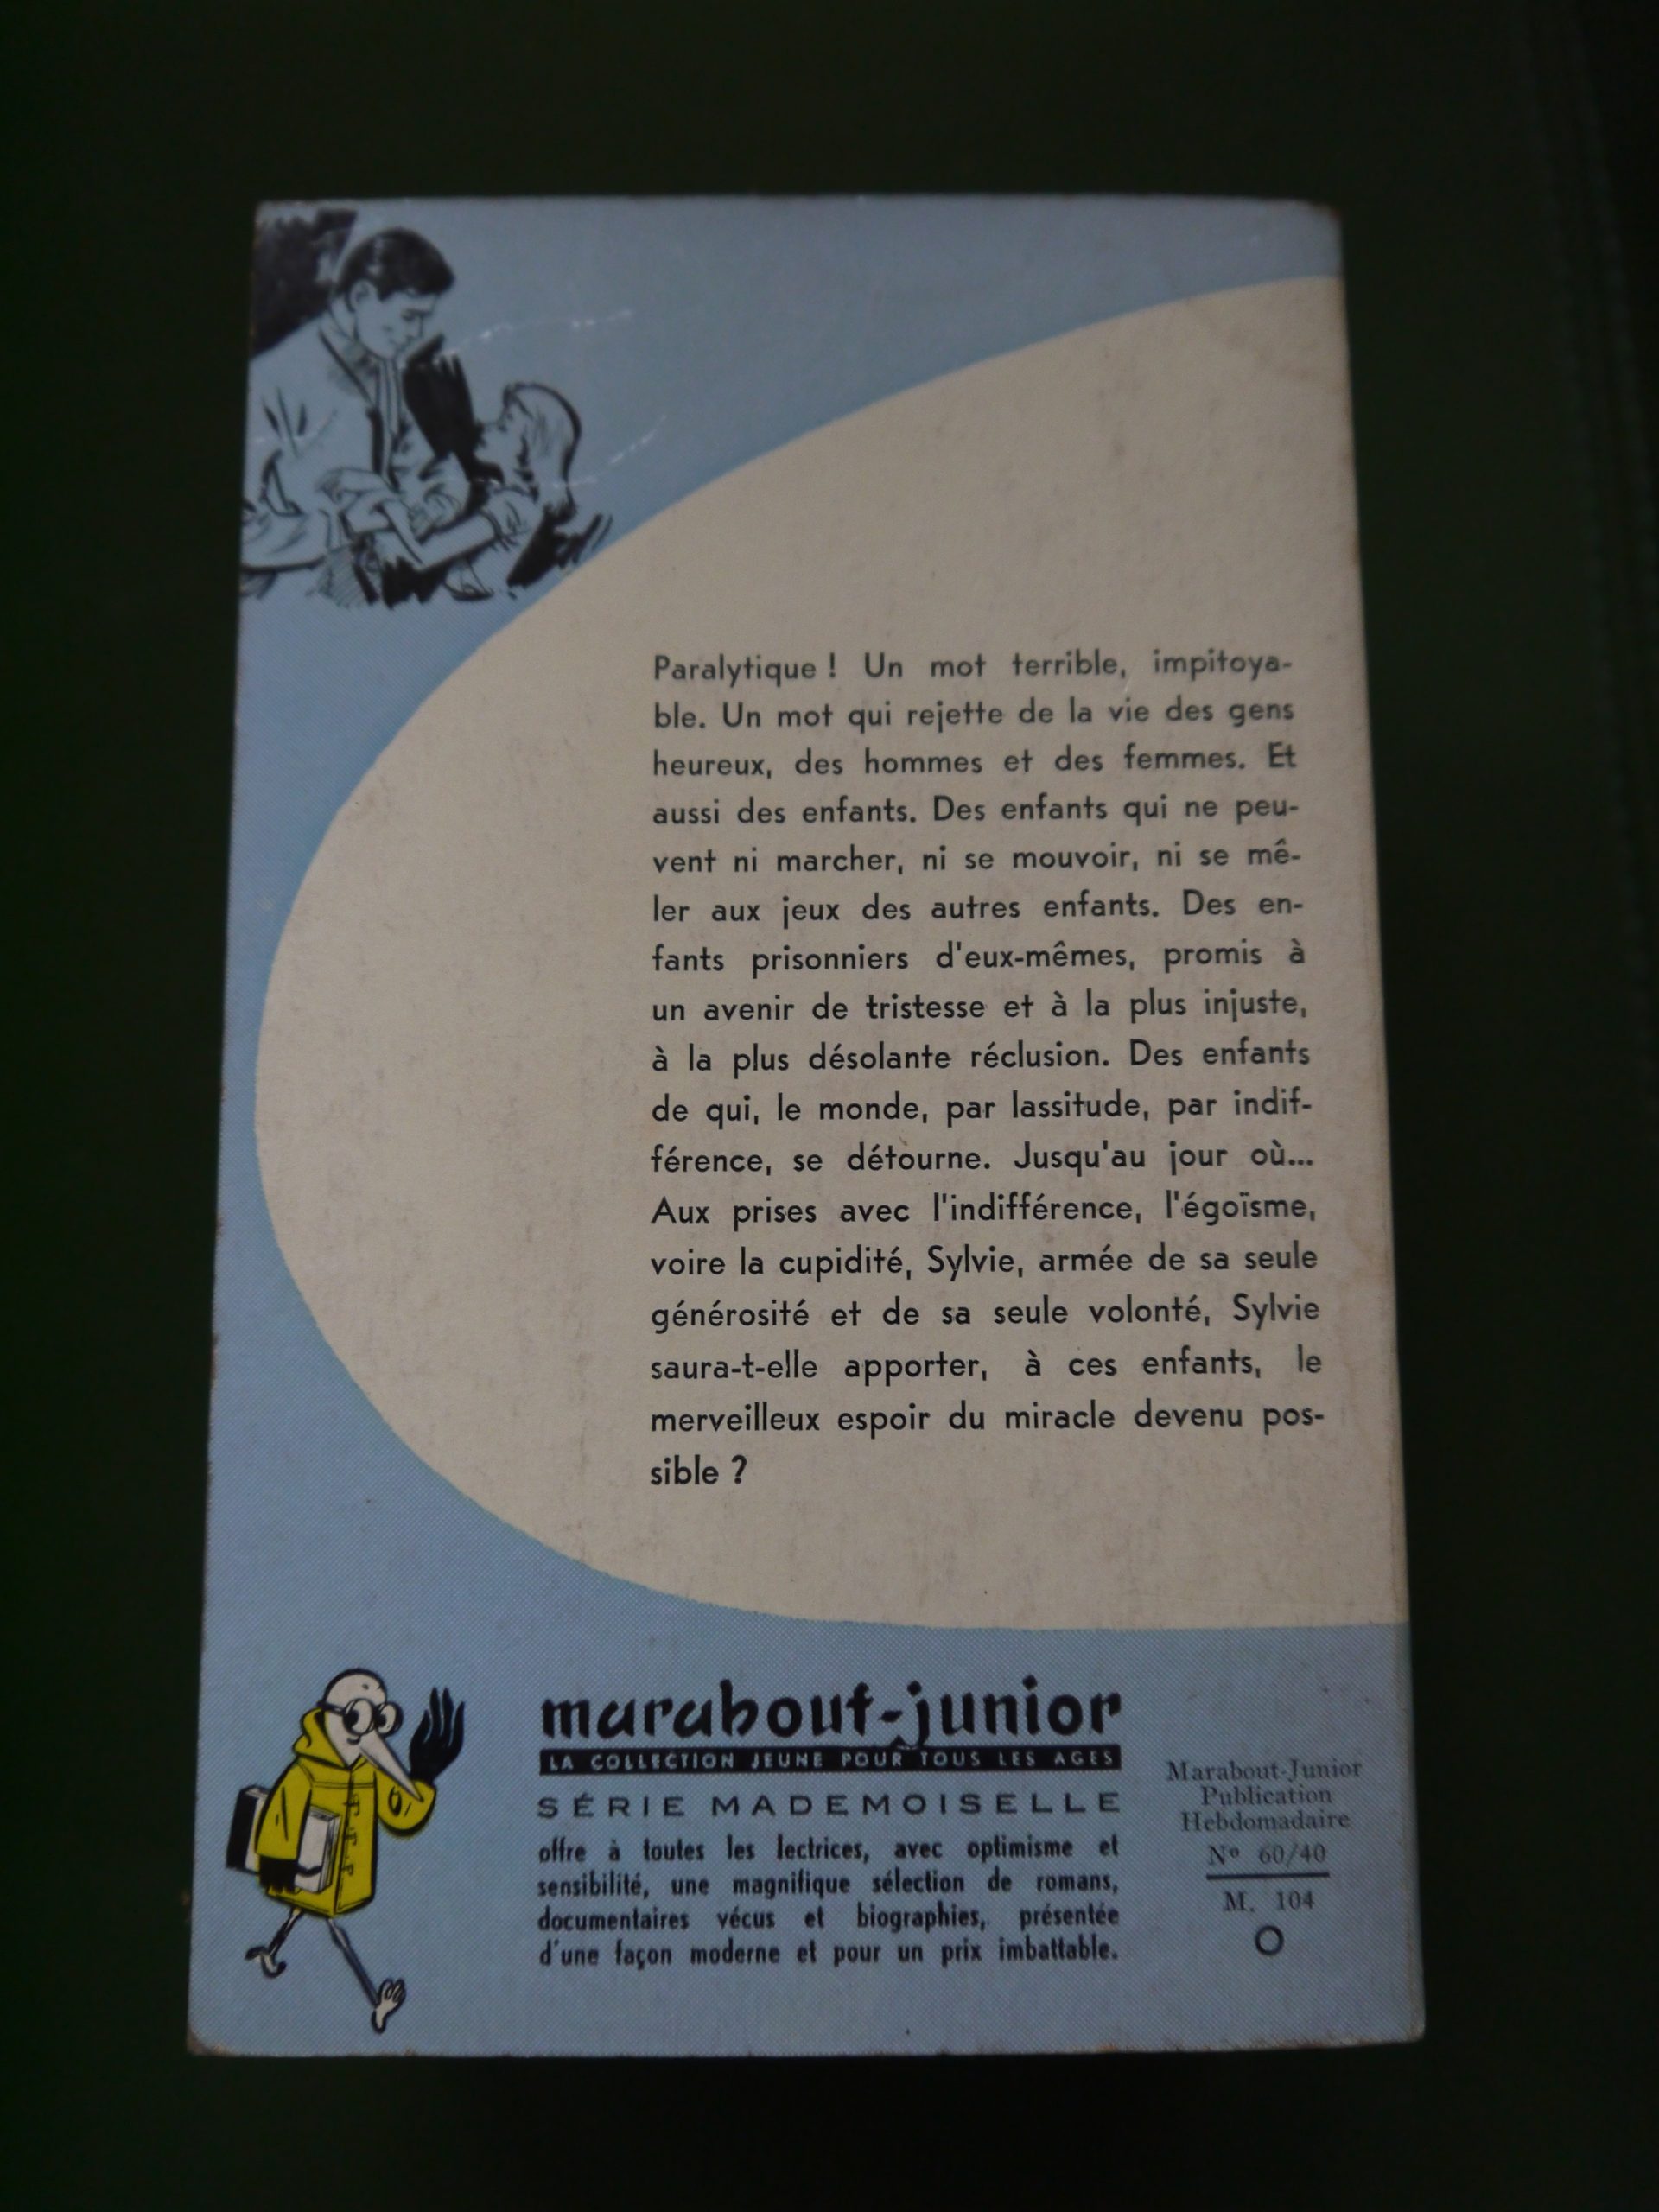 Paralytique ! Un mot terrible, impitoya-
ble. Un mot qui rejette de la vie des gens
heureux, des hommes et des femmes. Et
aussi des enfants. Des enfants qui ne peu-
vent ni marcher, ni se mouvoir, ni se mê-
ler aux jeux des autres enfants. Des en-
fants prisonniers d'eux-mêmes, promis à
un avenir de tristesse et à la plus injuste,
à la plus désolante réclusion. Des enfants
de qui, le monde, par lassitude, par indif-
férence, se détourne. Jusqu'au jour où...
Aux prises avec l'indifférence, l'égoïsme,
voire la cupidité, Sylvie, armée de sa seule
générosité et de sa seule volonté, Sylvie
saura-t-elle apporter, à ces enfants, le
merveilleux espoir du miracle devenu pos-
sible ?
marabout-junior
LA COLLECTION JEUNE POUR TOUS LES AGES
SÉRIE MADEMOISELLE
offre à toutes les lectrices, avec optimisme et
sensibilité, une magnifique sélection de romans,
documentaires vécus et biographies, présentée
d'une façon moderne et pour un prix imbattable.
Marabout-Junior
Publication
Hebdomadaire
Nº 60/40
M. 104
O